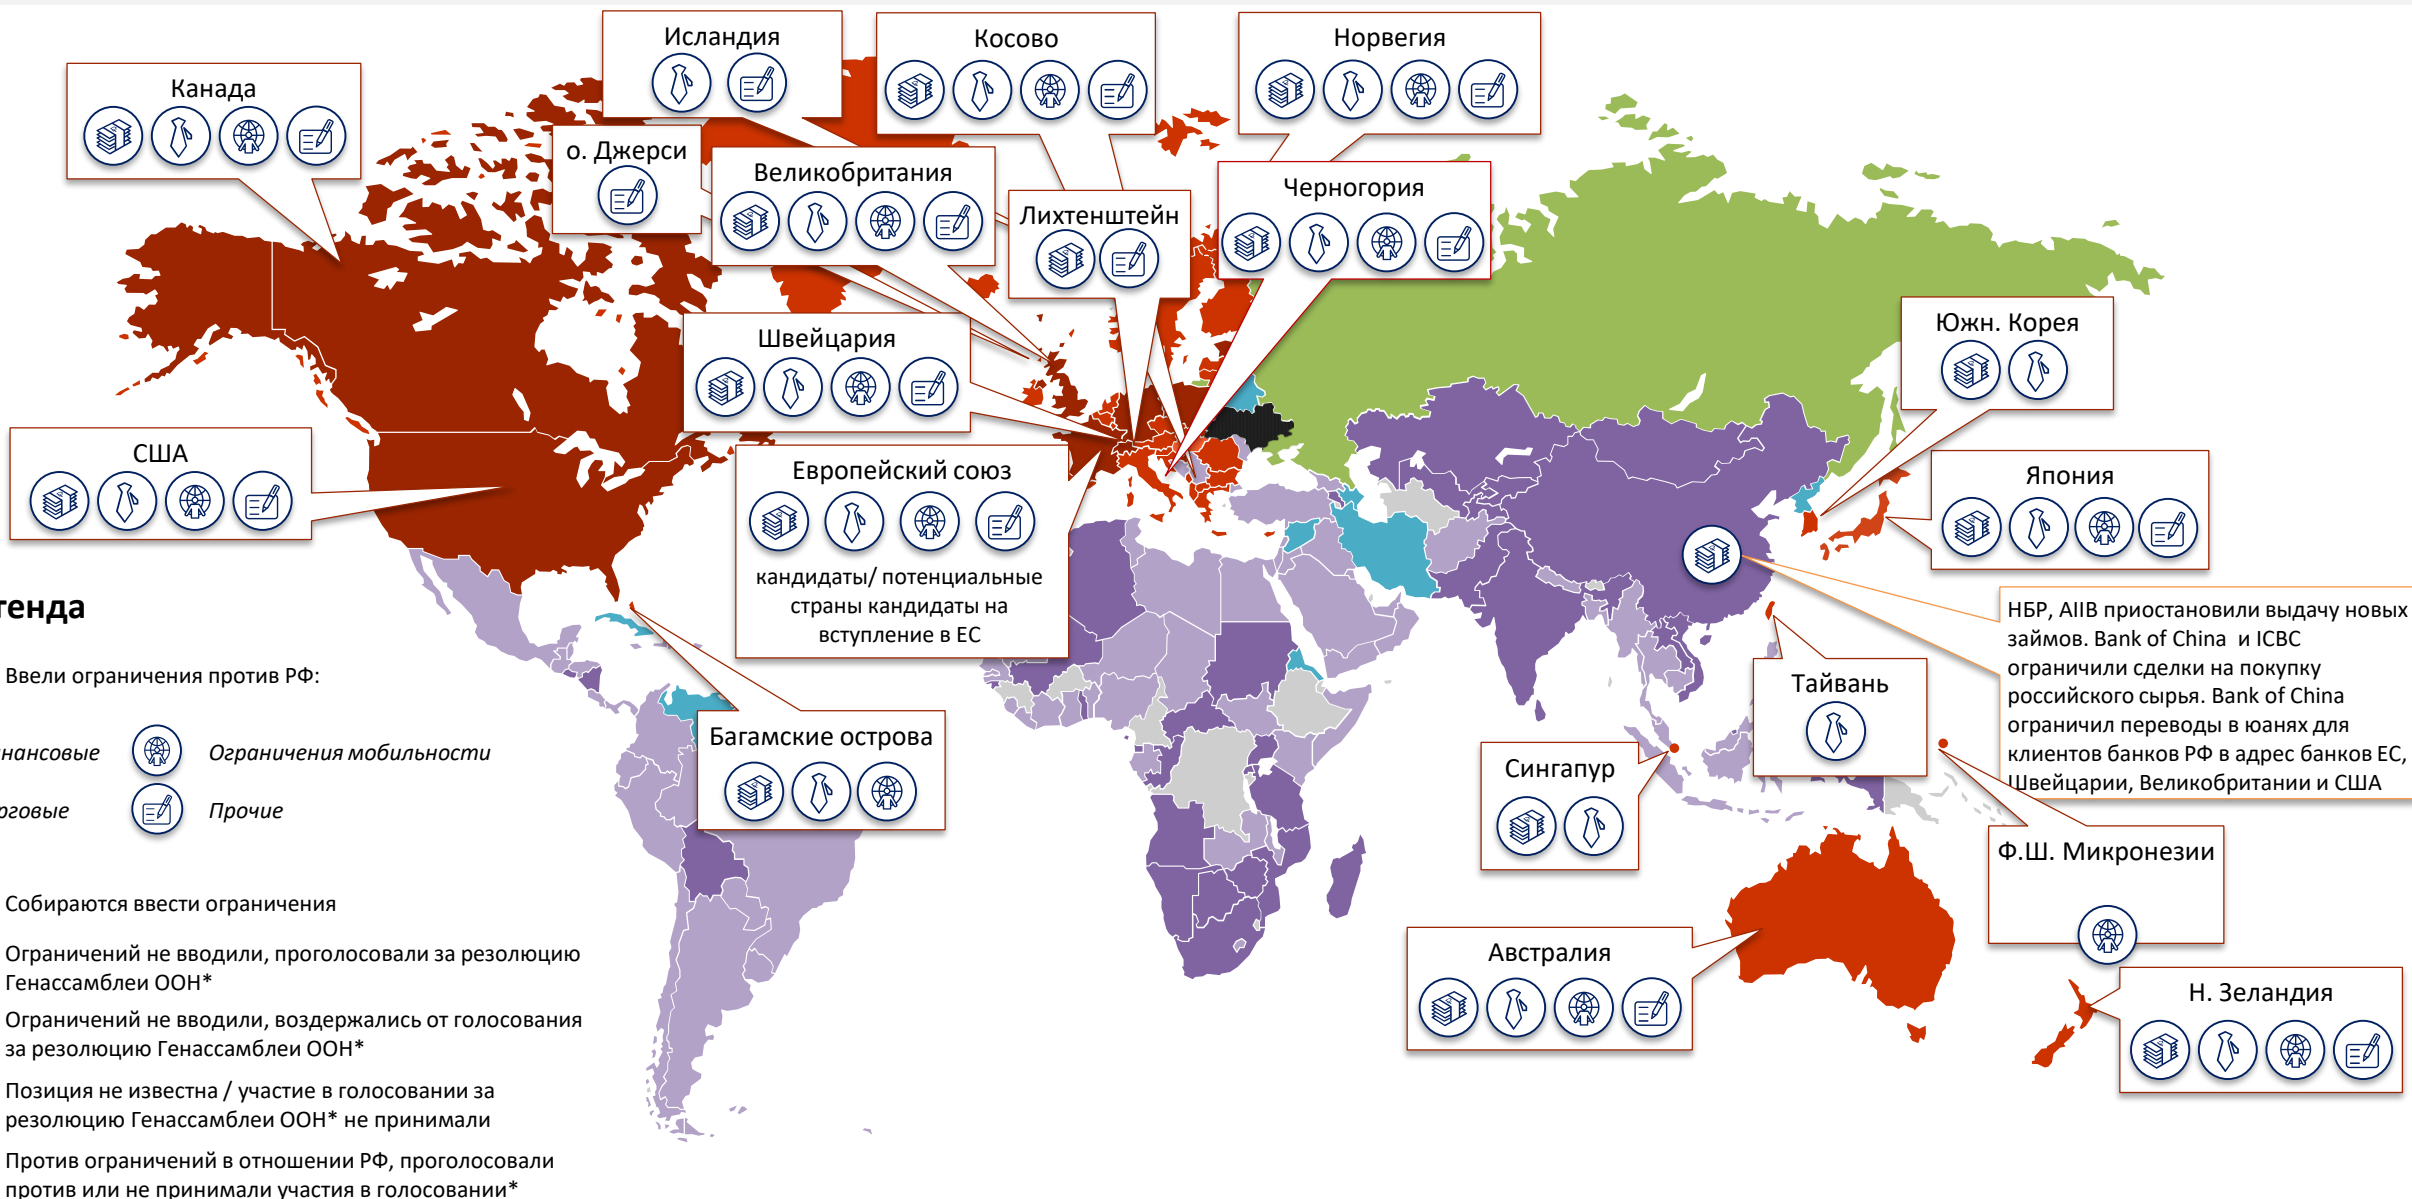 Исландия
Косово
Норвегия
Канада
о. Джерси
Великобритания
Лихтенштейн
Черногория
Швейцария
Южн. Корея
США
Европейский союз
кандидаты/ потенциальные
страны кандидаты на
вступление в ЕС
Япония
НБР, AIIB приостановили выдачу новых
займов. Bank of China и ICBC
ограничили сделки на покупку
российского сырья. Bank of China
ограничил переводы в юанях для
клиентов банков РФ в адрес банков ЕС,
Швейцарии, Великобритании и США
Тайвань
Багамские острова
Сингапур
Ф.Ш. Микронезии
Австралия
Н. Зеландия
генда
Ввели ограничения против РФ:
нансовые
Ограничения мобильности
рговые
Прочие
Собираются ввести ограничения
Ограничений не вводили, проголосовали за резолюцию
Генассамблеи ООН*
Ограничений не вводили, воздержались от голосования
за резолюцию Генассамблеи ООН*
Позиция не известна / участие в голосовании за
резолюцию Генассамблеи ООН* не принимали
Против ограничений в отношении РФ, проголосовали
против или не принимали участия в голосовании*